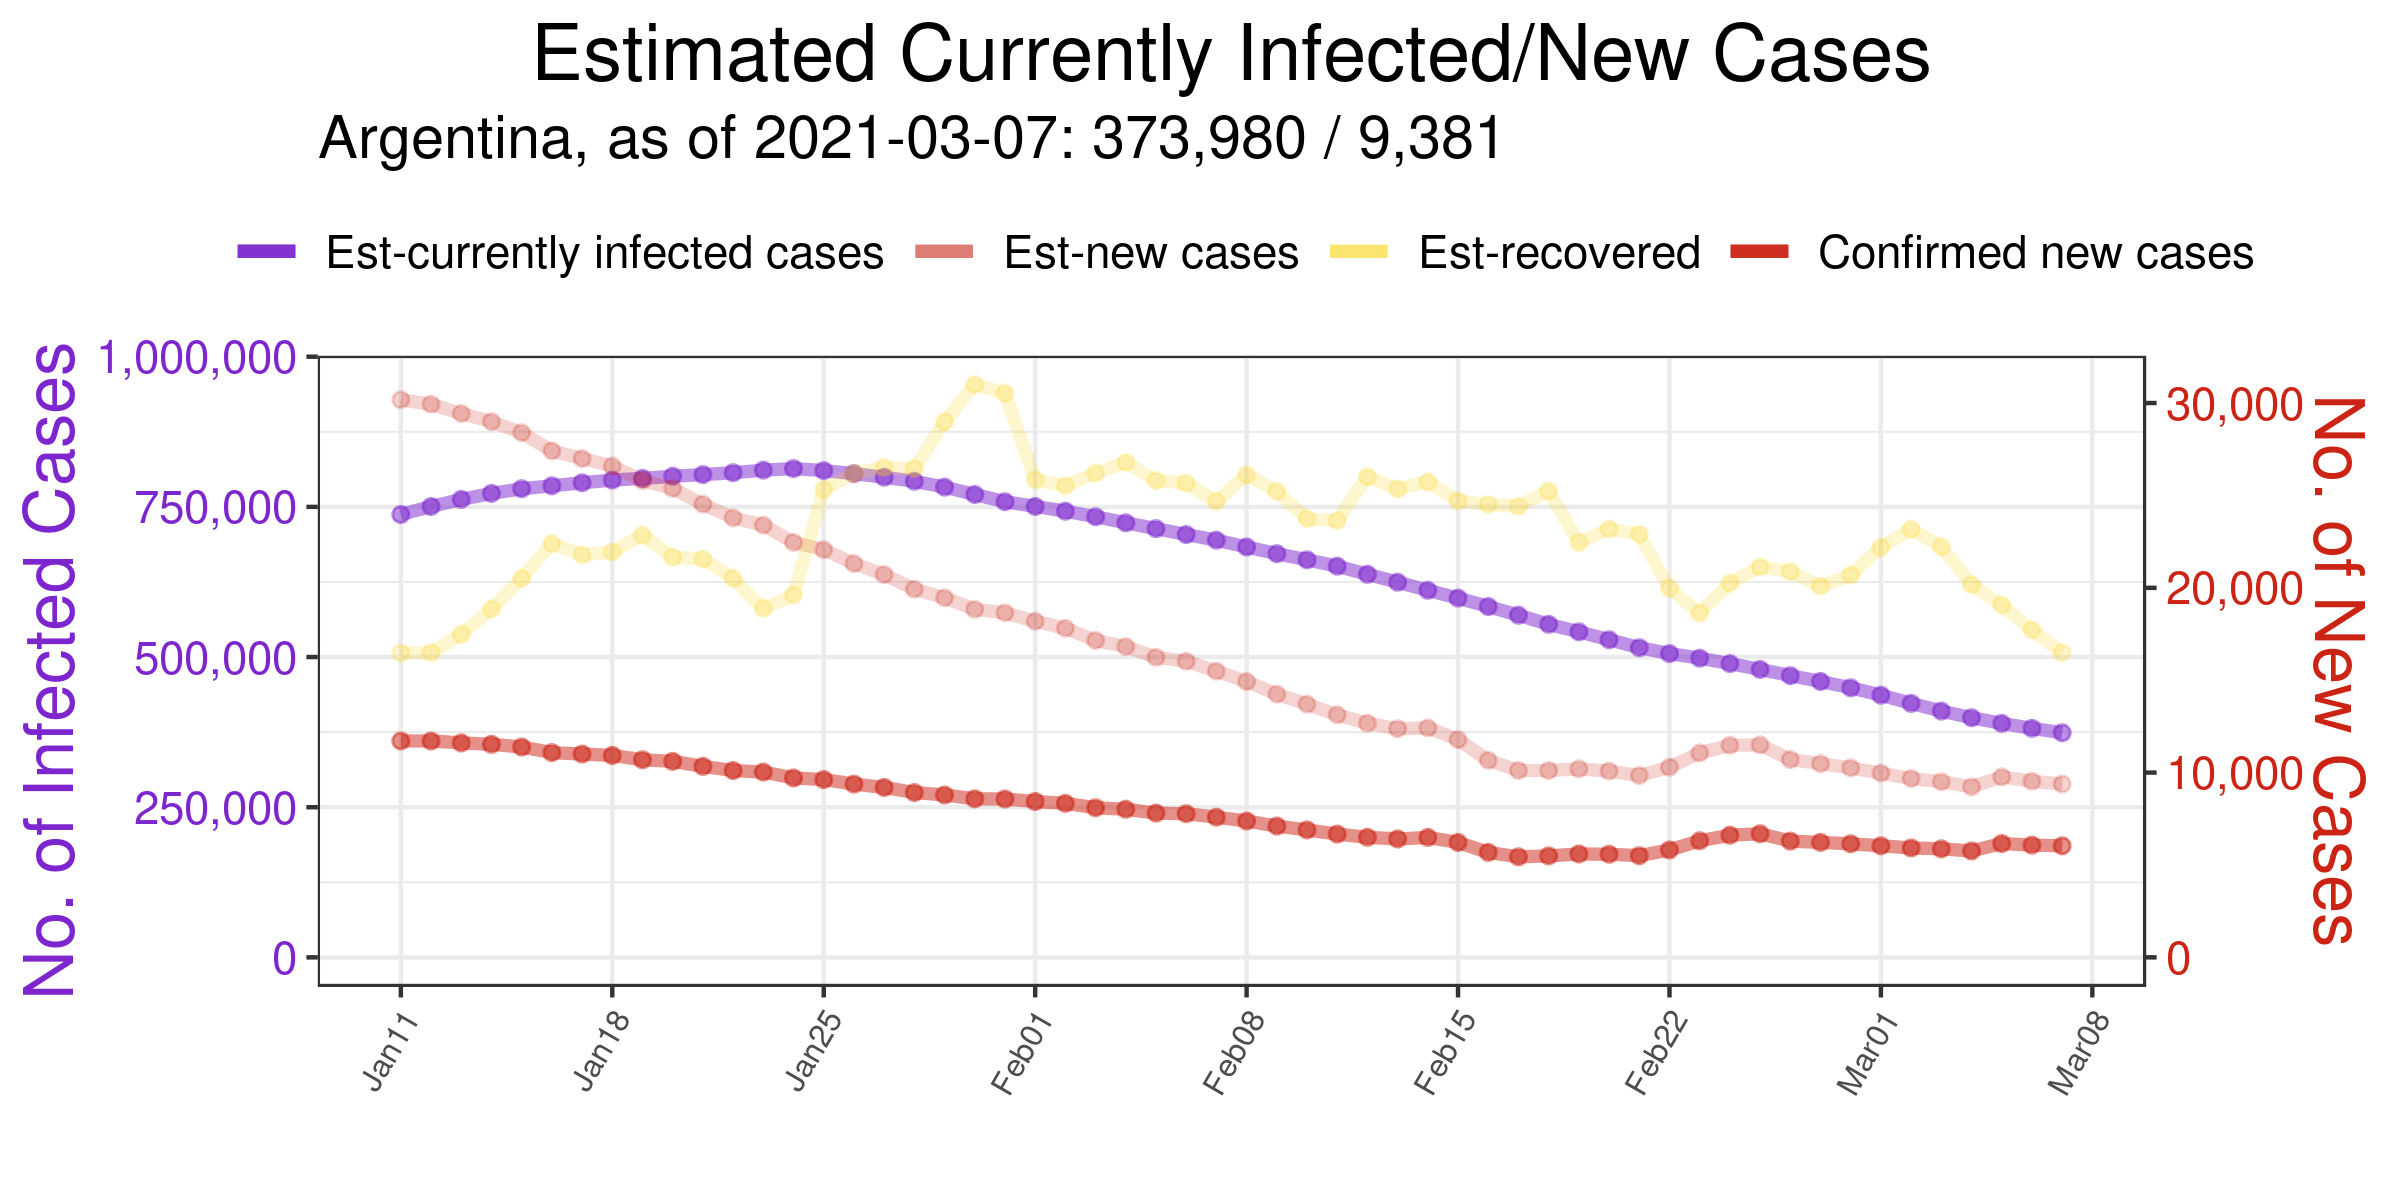 Estimated Currently Infected/New Cases
Argentina, as of 2021-03-07: 373,980 / 9,381
Est-currently infected cases Est-new cases Est-recovered Confirmed new cases
No. of Infected Cases
1,000,000
750,000
500,000
250,000
0
30,000
20,000
10,000
0
No. of New Cases
Jan11 Jan18 Jan25 Feb01 Feb08 Feb15 Feb22 Mar01 Mar08